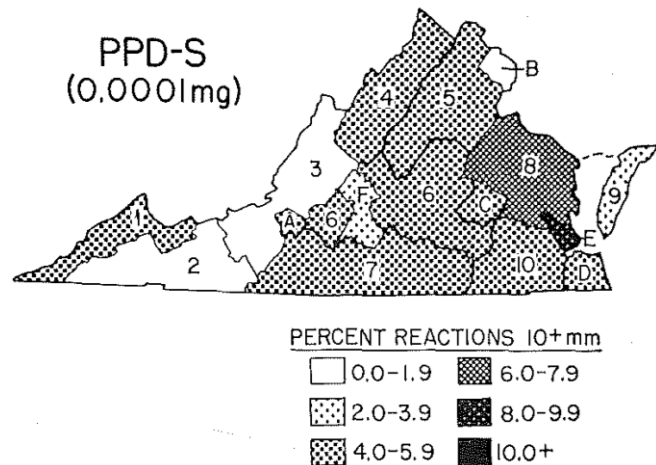 PPD-S
(0.0001mg)
B
4
5
3
8
9
F
6
1
A
6
C
E
2
7
10
D
PERCENT REACTIONS 10+mm
0.0-1.9
6.0-7.9
2.0-3.9
8.0-9.9
4.0-5.9
10.0+